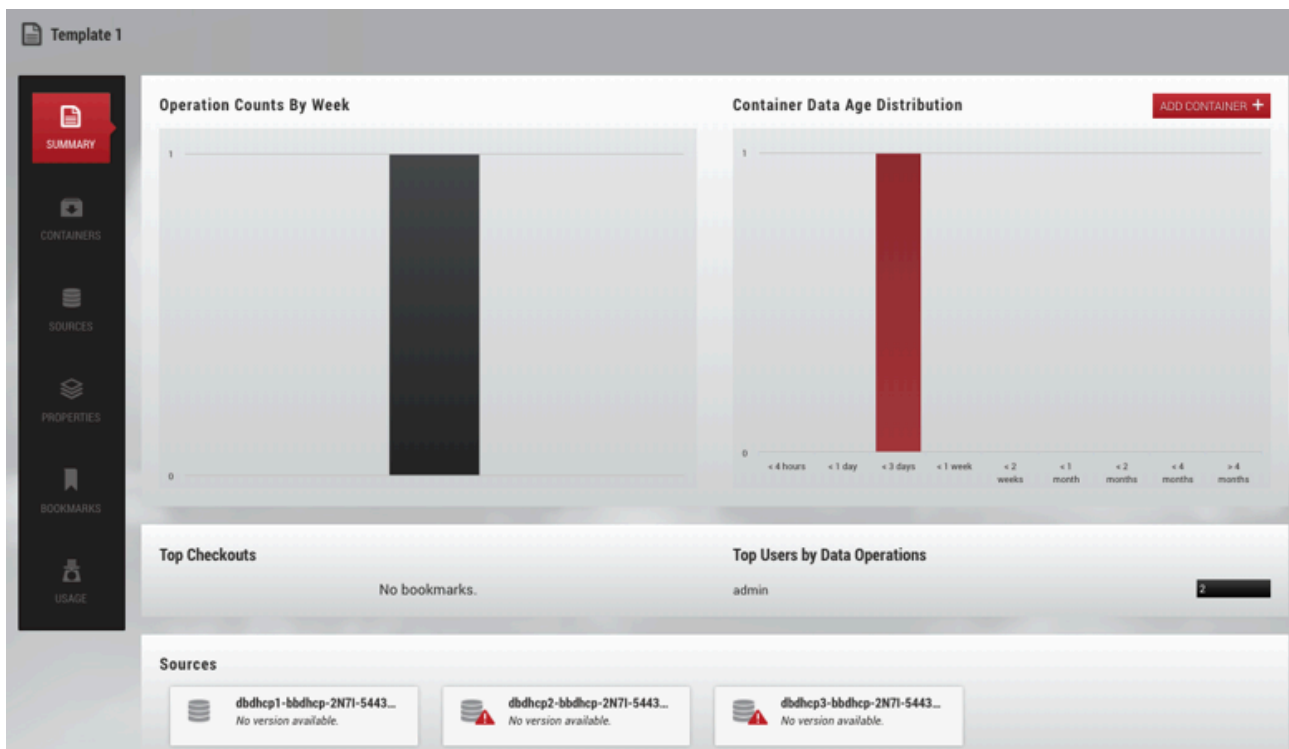 Template 1
SUMMARY
CONTAINERS
SOURCES
PROPERTIES
BOOKMARKS
USAGE
Operation Counts By Week
1
0
Container Data Age Distribution
ADD CONTAINER +
1
0
< 4 hours < 1 day < 3 days < 1 week < 2 weeks < 1 month < 2 months < 4 months > 4 months
Top Checkouts
No bookmarks.
Top Users by Data Operations
admin
2
Sources
dbdhcp1-bbdhcp-2N7I-5443...
No version available.
dbdhcp2-bbdhcp-2N7I-5443...
No version available.
dbdhcp3-bbdhcp-2N7I-5443...
No version available.